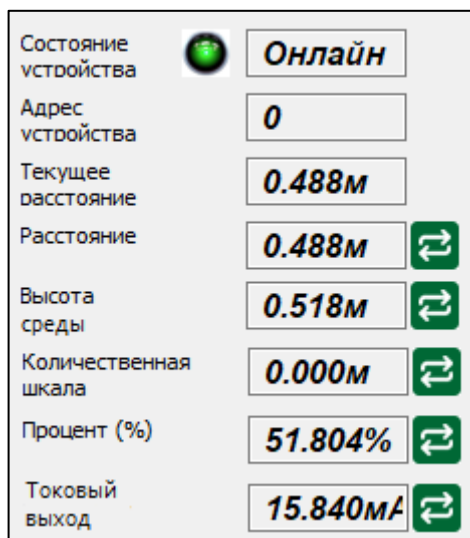 Состояние
устройства
Онлайн
Адрес
устройства
0
Текущее
расстояние
0.488м
Расстояние
0.488м
Высота
среды
0.518м
Количественная
шкала
0.000м
Процент (%)
51.804%
Токовый
выход
15.840мА